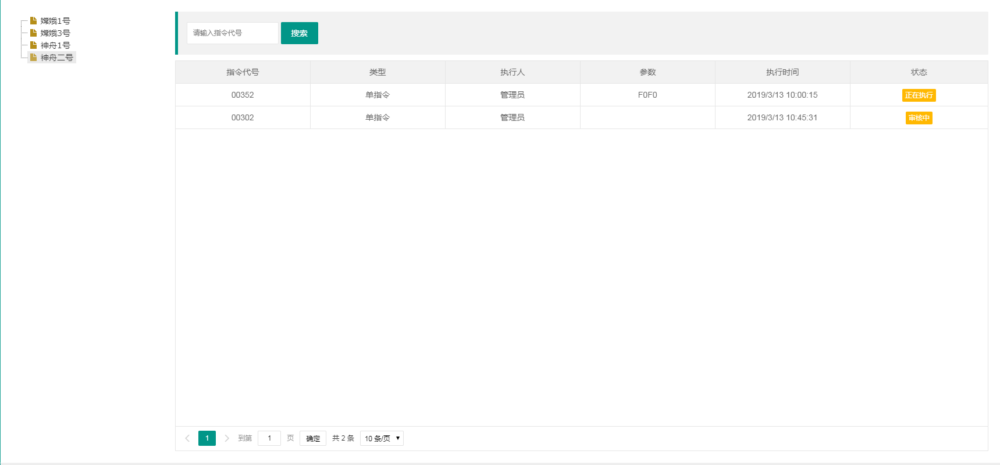 嫦娥1号
嫦娥3号
神舟1号
神舟二号
请输入指令代号 搜索
指令代号 类型 执行人 参数 执行时间 状态
00352 单指令 管理员 F0F0 2019/3/13 10:00:15 正在执行
00302 单指令 管理员 2019/3/13 10:45:31 审核中
1 到第 1 页 确定 共 2 条 10 条/页